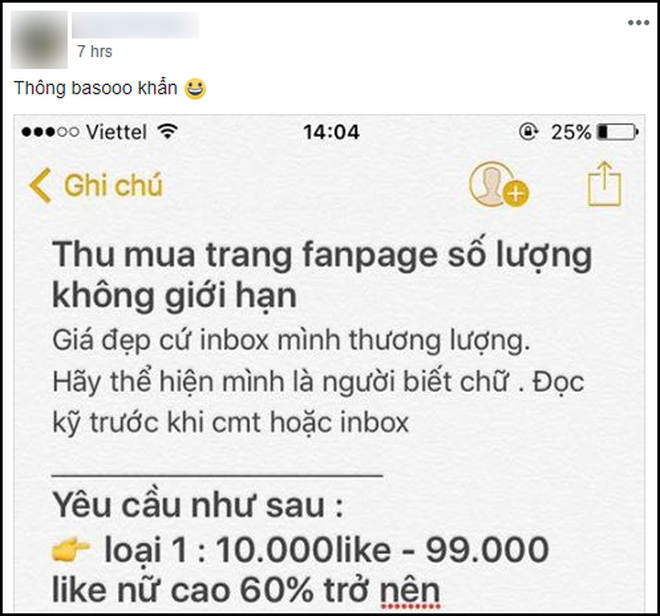 7 hrs
Thông basooo khẩn 😀
Viettel 14:04 25%
Ghi chú
Thu mua trang fanpage số lượng
không giới hạn
Giá đẹp cứ inbox mình thương lượng.
Hãy thể hiện mình là người biết chữ . Đọc
kỹ trước khi cmt hoặc inbox
Yêu cầu như sau :
👉 loại 1 : 10.000like - 99.000
like nữ cao 60% trở nên